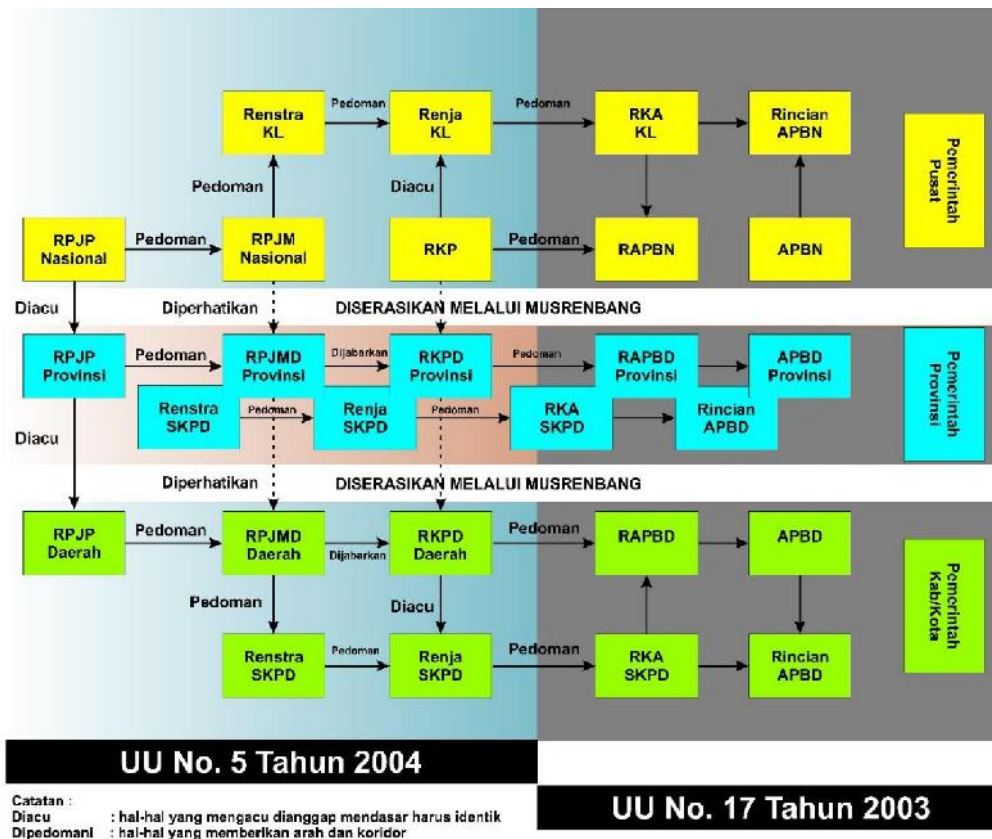 Renstra
KL
Pedoman
Renja
KL
Pedoman
RKA
KL
Rincian
APBN
Pemerintah
Pusat
Pedoman
Diacu
RPJP
Nasional
Pedoman
RPJM
Nasional
RKP
Pedoman
RAPBN
APBN
Diacu
Diperhatikan
DISERASIKAN MELALUI MUSRENBANG
RPJP
Provinsi
Pedoman
RPJMD
Provinsi
Dijabarkan
RKPD
Provinsi
Pedoman
RAPBD
Provinsi
APBD
Provinsi
Pemerintah
Provinsi
Renstra
SKPD
Pedoman
Renja
SKPD
Pedoman
RKA
SKPD
Rincian
APBD
Diacu
Diperhatikan
DISERASIKAN MELALUI MUSRENBANG
RPJP
Daerah
Pedoman
RPJMD
Daerah
Dijabarkan
RKPD
Daerah
Pedoman
RAPBD
APBD
Pemerintah
Kab/Kota
Pedoman
Diacu
Renstra
SKPD
Pedoman
Renja
SKPD
Pedoman
RKA
SKPD
Rincian
APBD
UU No. 5 Tahun 2004
UU No. 17 Tahun 2003
Catatan :
Diacu : hal-hal yang mengacu dianggap mendasar harus identik
Dipedomani : hal-hal yang memberikan arah dan koridor